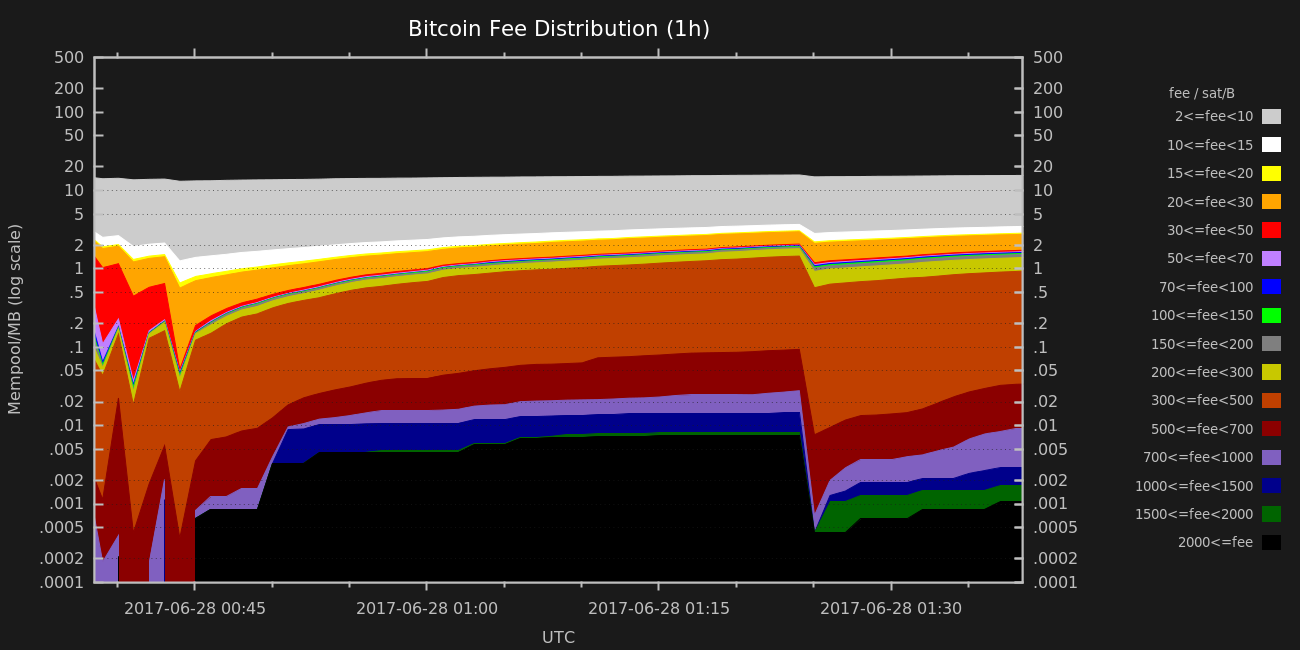 Bitcoin Fee Distribution (1h)
500 500
200 200
100 100
50 50
20 20
10 10
5 5
2 2
1 1
.5 .5
.2 .2
.1 .1
.05 .05
.02 .02
.01 .01
.005 .005
.002 .002
.001 .001
.0005 .0005
.0002 .0002
.0001 .0001
Mempool/MB (log scale)
2017-06-28 00:45 2017-06-28 01:00 2017-06-28 01:15 2017-06-28 01:30
UTC
fee / sat/B
2<=fee<10
10<=fee<15
15<=fee<20
20<=fee<30
30<=fee<50
50<=fee<70
70<=fee<100
100<=fee<150
150<=fee<200
200<=fee<300
300<=fee<500
500<=fee<700
700<=fee<1000
1000<=fee<1500
1500<=fee<2000
2000<=fee